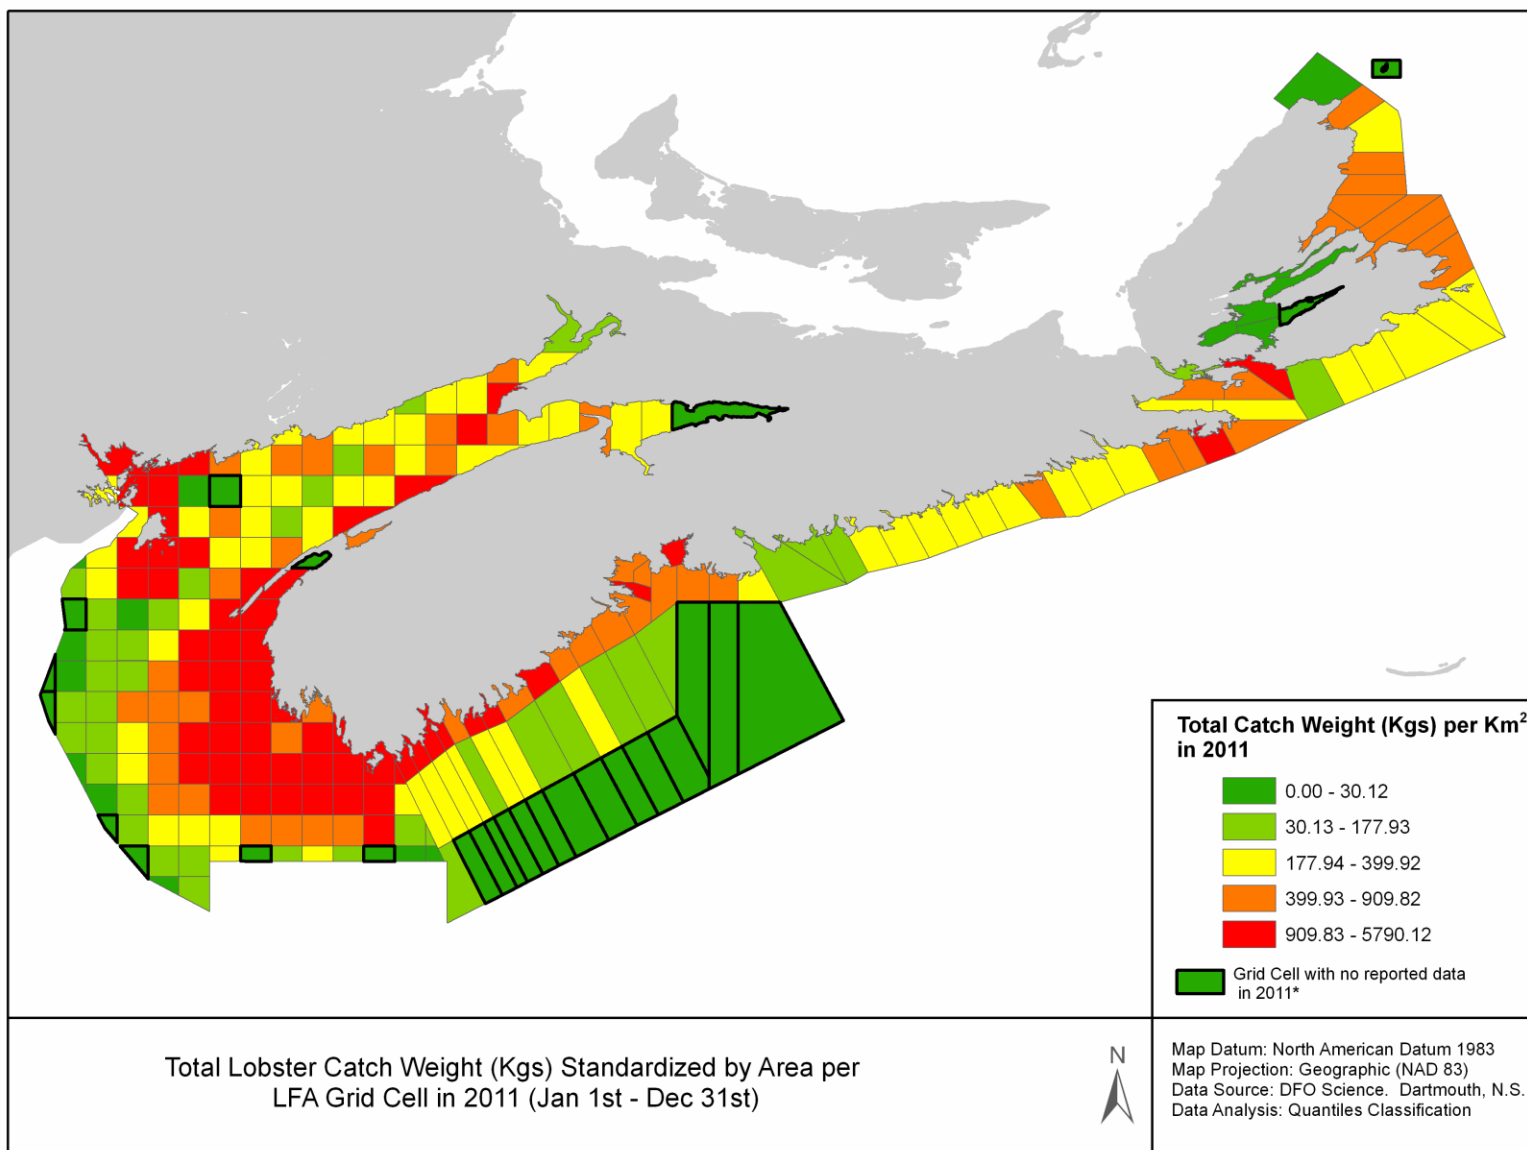 Total Catch Weight (Kgs) per Km²
in 2011
0.00 - 30.12
30.13 - 177.93
177.94 - 399.92
399.93 - 909.82
909.83 - 5790.12
Grid Cell with no reported data
in 2011*
Total Lobster Catch Weight (Kgs) Standardized by Area per
LFA Grid Cell in 2011 (Jan 1st - Dec 31st)
N
Map Datum: North American Datum 1983
Map Projection: Geographic (NAD 83)
Data Source: DFO Science. Dartmouth, N.S.
Data Analysis: Quantiles Classification